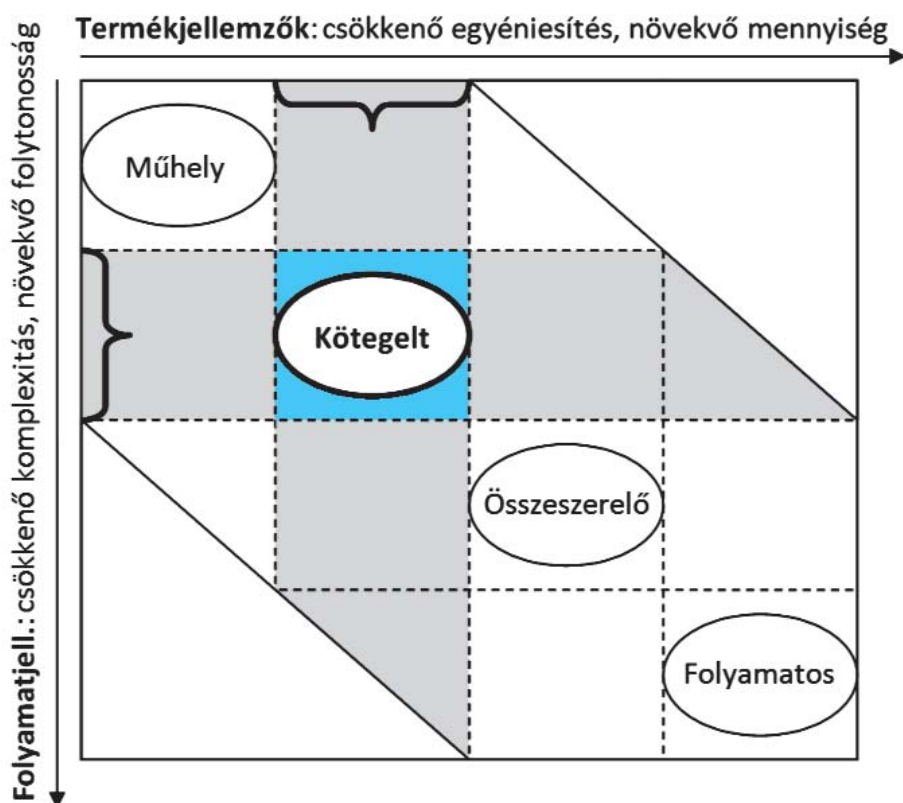 Termékjellemzők: csökkenő egyéniesítés, növekvő mennyiség
Folyamatjell.: csökkenő komplexitás, növekvő folytonosság
Műhely
Kötegelt
Összeszerelő
Folyamatos